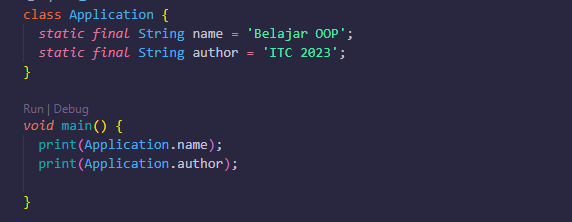 class Application {
static final String name = 'Belajar OOP';
static final String author = 'ITC 2023';
}
Run | Debug
void main() {
print(Application.name);
print(Application.author);
}